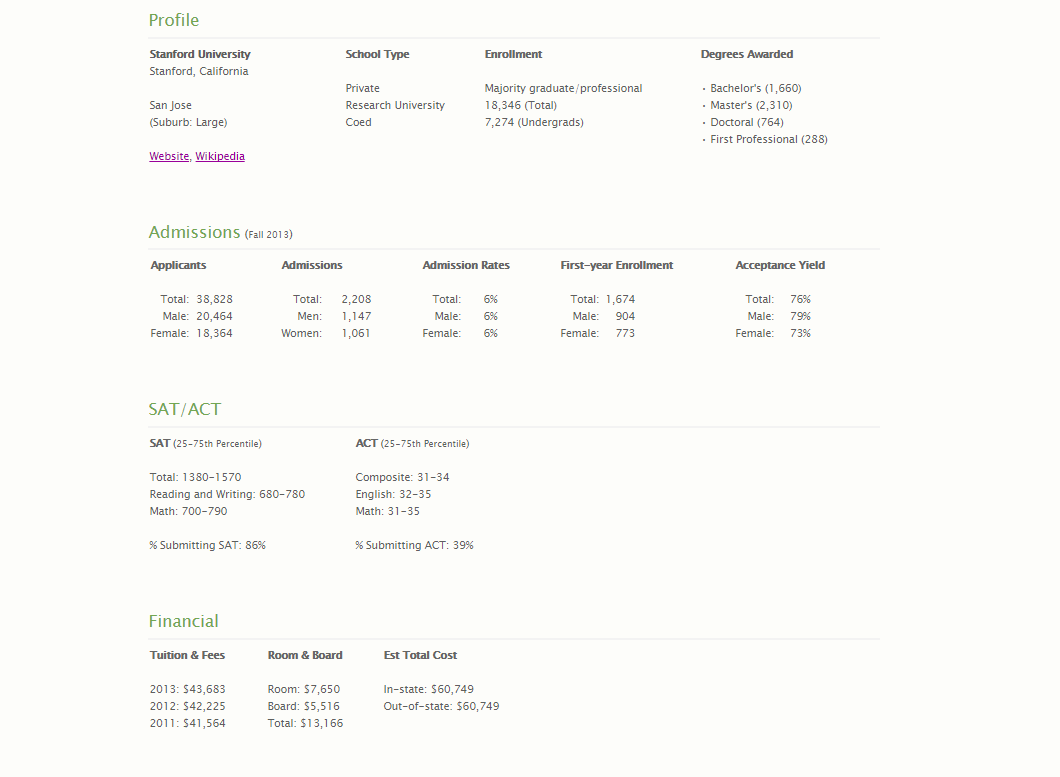 Profile
Stanford University School Type Enrollment Degrees Awarded
Stanford, California
Private Majority graduate/professional • Bachelor's (1,660)
San Jose Research University 18,346 (Total) • Master's (2,310)
(Suburb: Large) Coed 7,274 (Undergrads) • Doctoral (764)
• First Professional (288)
Website, Wikipedia
Admissions (Fall 2013)
Applicants Admissions Admission Rates First-year Enrollment Acceptance Yield
Total: 38,828 Total: 2,208 Total: 6% Total: 1,674 Total: 76%
Male: 20,464 Men: 1,147 Male: 6% Male: 904 Male: 79%
Female: 18,364 Women: 1,061 Female: 6% Female: 773 Female: 73%
SAT/ACT
SAT (25-75th Percentile) ACT (25-75th Percentile)
Total: 1380-1570 Composite: 31-34
Reading and Writing: 680-780 English: 32-35
Math: 700-790 Math: 31-35
% Submitting SAT: 86% % Submitting ACT: 39%
Financial
Tuition & Fees Room & Board Est Total Cost
2013: $43,683 Room: $7,650 In-state: $60,749
2012: $42,225 Board: $5,516 Out-of-state: $60,749
2011: $41,564 Total: $13,166